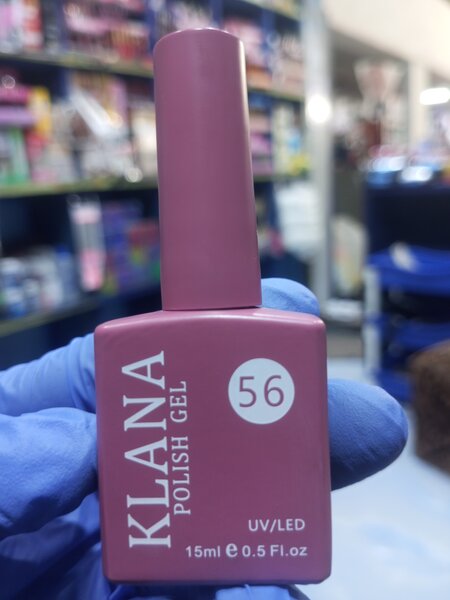 KLANA
POLISH GEL
56
UV/LED
15ml e 0.5 Fl.oz